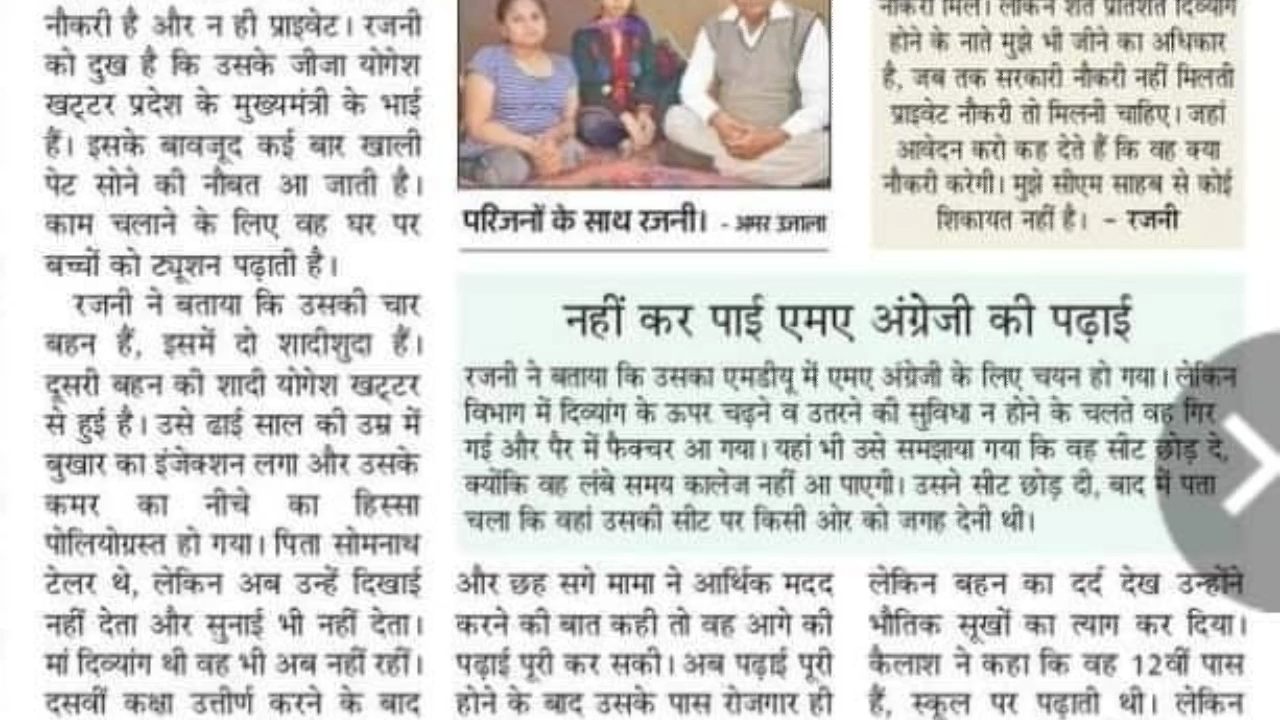 नौकरी है और न ही प्राइवेट। रजनी
को दुख है कि उसके जीजा योगेश
खट्टर प्रदेश के मुख्यमंत्री के भाई
हैं। इसके बावजूद कई बार खाली
पेट सोने की नौबत आ जाती है।
काम चलाने के लिए वह घर पर
बच्चों को ट्यूशन पढ़ाती है।
रजनी ने बताया कि उसकी चार
बहन हैं, इसमें दो शादीशुदा हैं।
दूसरी बहन की शादी योगेश खट्टर
से हुई है। उसे ढाई साल की उम्र में
बुखार का इंजेक्शन लगा और उसके
कमर का नीचे का हिस्सा
पोलियोग्रस्त हो गया। पिता सोमनाथ
टेलर थे, लेकिन अब उन्हें दिखाई
नहीं देता और सुनाई भी नहीं देता।
मां दिव्यांग थी वह भी अब नहीं रहीं।
दसवीं कक्षा उत्तीर्ण करने के बाद
परिजनों के साथ रजनी। - अमर उजाला
नौकरी मिले। लेकिन शत प्रतिशत दिव्यांग
होने के नाते मुझे भी जीने का अधिकार
है, जब तक सरकारी नौकरी नहीं मिलती
प्राइवेट नौकरी तो मिलनी चाहिए। जहां
आवेदन करो कह देते हैं कि वह क्या
नौकरी करेगी। मुझे सीएम साहब से कोई
शिकायत नहीं है। - रजनी
नहीं कर पाई एमए अंग्रेजी की पढ़ाई
रजनी ने बताया कि उसका एमडीयू में एमए अंग्रेजी के लिए चयन हो गया। लेकिन
विभाग में दिव्यांग के ऊपर चढ़ने व उतरने की सुविधा न होने के चलते वह गिर
गई और पैर में फैक्चर आ गया। यहां भी उसे समझाया गया कि वह सीट छोड़ दे,
क्योंकि वह लंबे समय कालेज नहीं आ पाएगी। उसने सीट छोड़ दी, बाद में पता
चला कि वहां उसकी सीट पर किसी ओर को जगह देनी थी।
और छह सगे मामा ने आर्थिक मदद
करने की बात कही तो वह आगे की
पढ़ाई पूरी कर सकी। अब पढ़ाई पूरी
होने के बाद उसके पास रोजगार ही
लेकिन बहन का दर्द देख उन्होंने
भौतिक सूखों का त्याग कर दिया।
कैलाश ने कहा कि वह 12वीं पास
हैं, स्कूल पर पढ़ाती थी। लेकिन